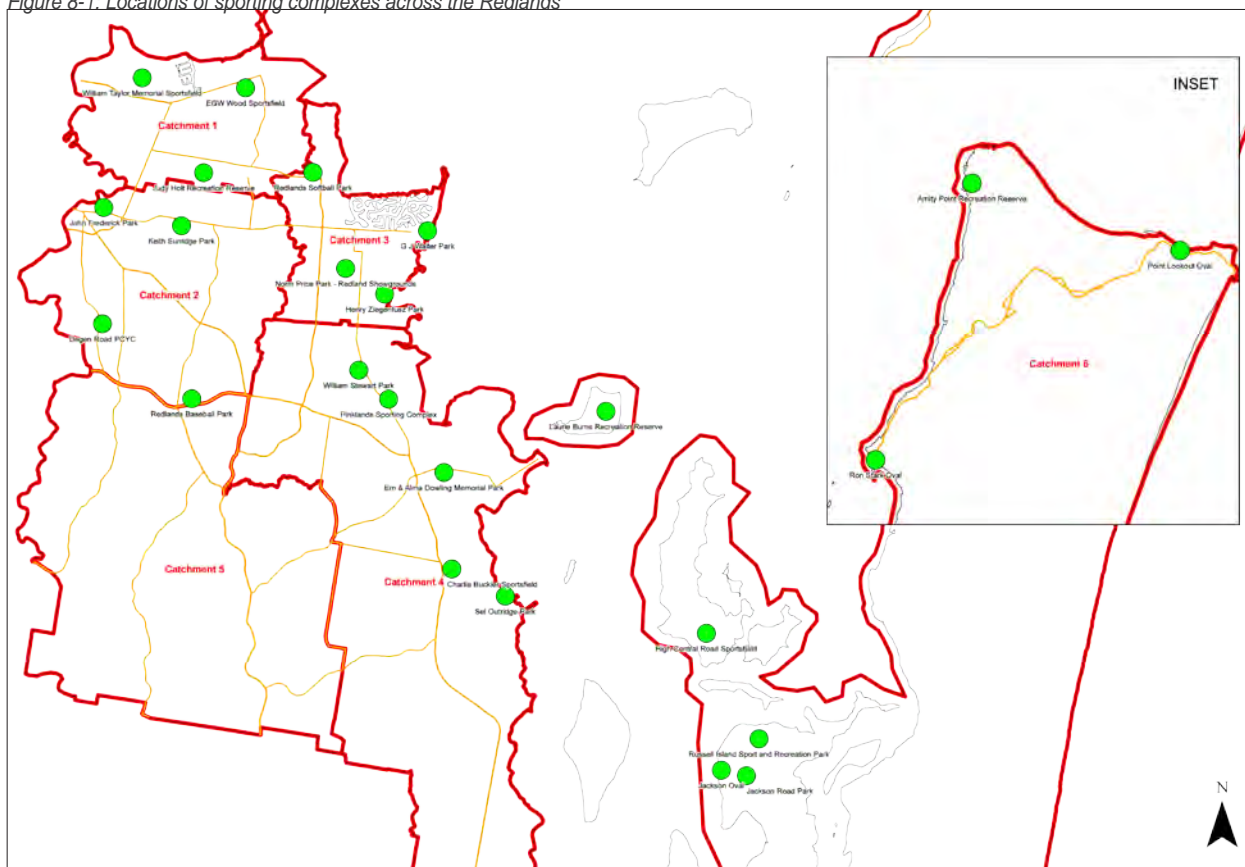 Figure 8-1. Locations of sporting complexes across the Redlands
INSET
William Taylor Memorial Sportsfield
EGW Wood Sportsfield
Catchment 1
Judy Holt Recreation Reserve
Redlands Softball Park
Amity Point Recreation Reserve
John Fredrick Park
Keith Surridge Park
G J Walter Park
Catchment 3
Point Lookout Oval
Norm Price Park - Redland Showgrounds
Catchment 2
Henry Ziegenfusz Park
Degen Road PCYC
Catchment 6
William Stewart Park
Pinklands Sporting Complex
Redlands Baseball Park
Laurie Burns Recreation Reserve
Ron Stark Oval
Ern & Alma Dowling Memorial Park
Catchment 5
Catchment 4
Charlie Buckler Sportsfield
Sel Outridge Park
High Central Road Sportsfield
Russell Island Sport and Recreation Park
Jackson Oval
Jackson Road Park
N